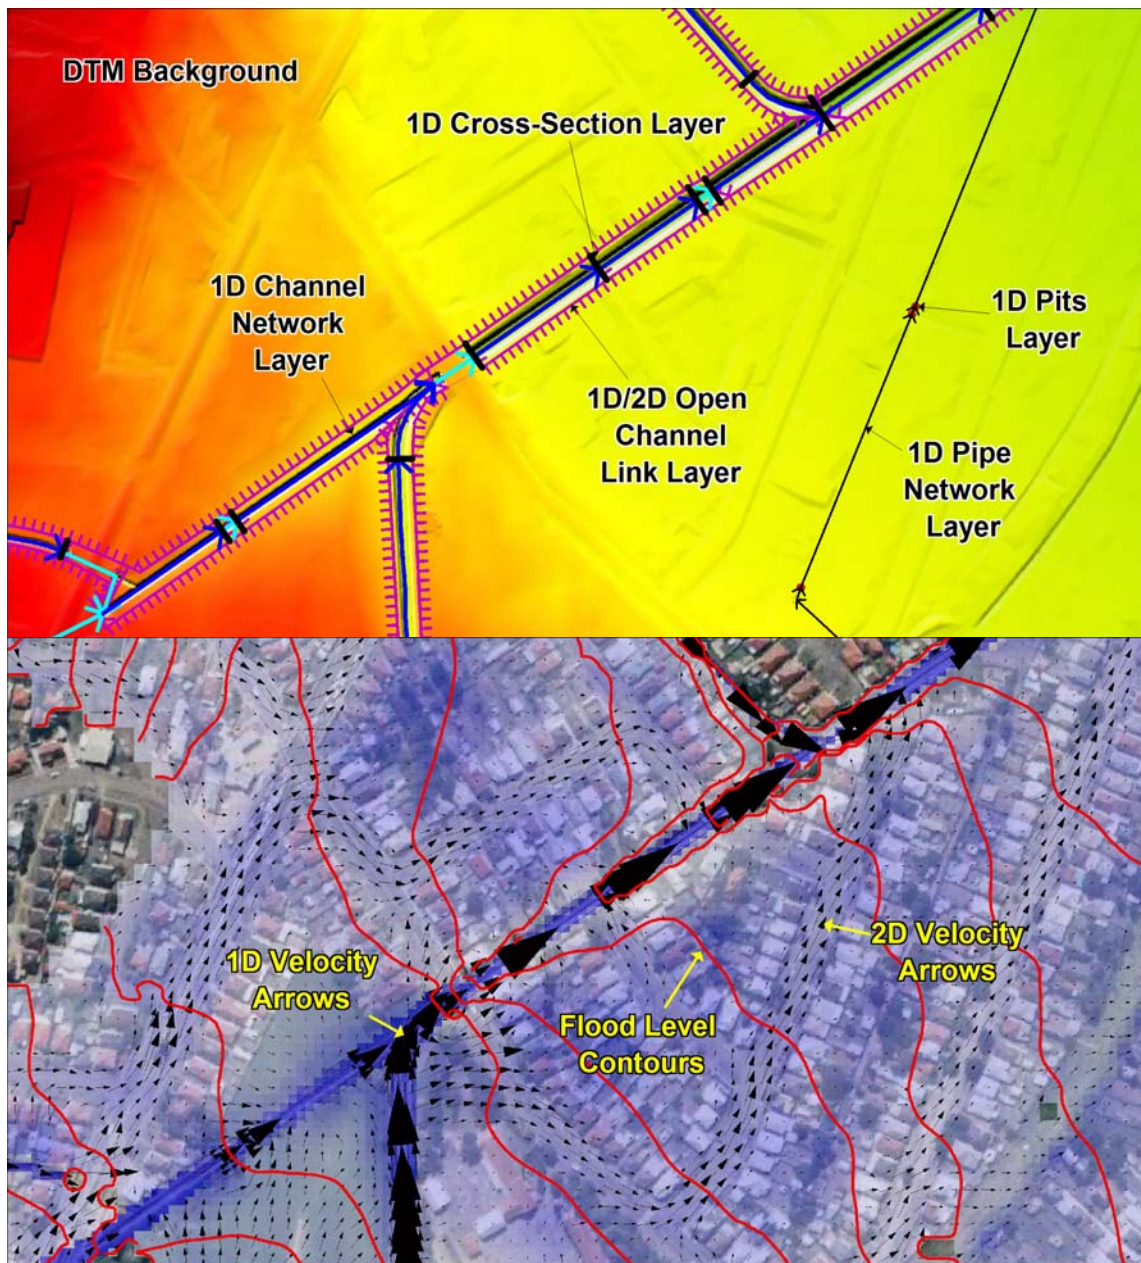 DTM Background
1D Cross-Section Layer
1D Channel
Network
Layer
1D Pits
Layer
1D/2D Open
Channel
Link Layer
1D Pipe
Network
Layer
1D Velocity
Arrows
2D Velocity
Arrows
Flood Level
Contours